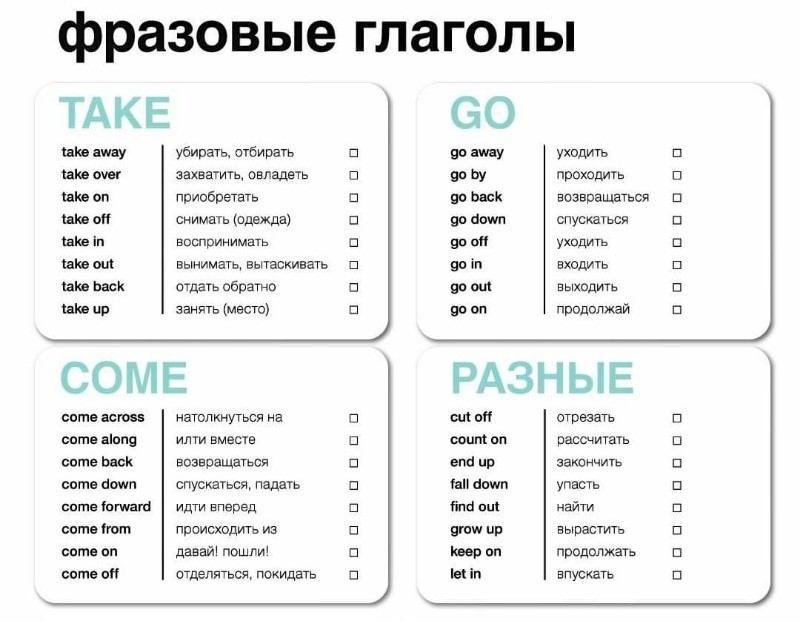 фразовые глаголы
TAKE
take away убирать, отбирать
take over захватить, овладеть
take on приобретать
take off снимать (одежда)
take in воспринимать
take out вынимать, вытаскивать
take back отдать обратно
take up занять (место)
GO
go away уходить
go by проходить
go back возвращаться
go down спускаться
go off уходить
go in входить
go out выходить
go on продолжай
COME
come across натолкнуться на
come along илти вместе
come back возвращаться
come down спускаться, падать
come forward идти вперед
come from происходить из
come on давай! пошли!
come off отделяться, покидать
РАЗНЫЕ
cut off отрезать
count on рассчитать
end up закончить
fall down упасть
find out найти
grow up вырастить
keep on продолжать
let in впускать